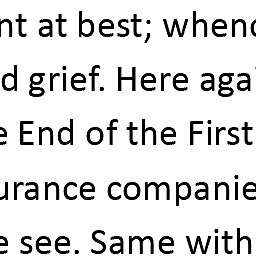 nt at best; whenc
d grief. Here aga
e End of the First
urance companie
e see. Same with